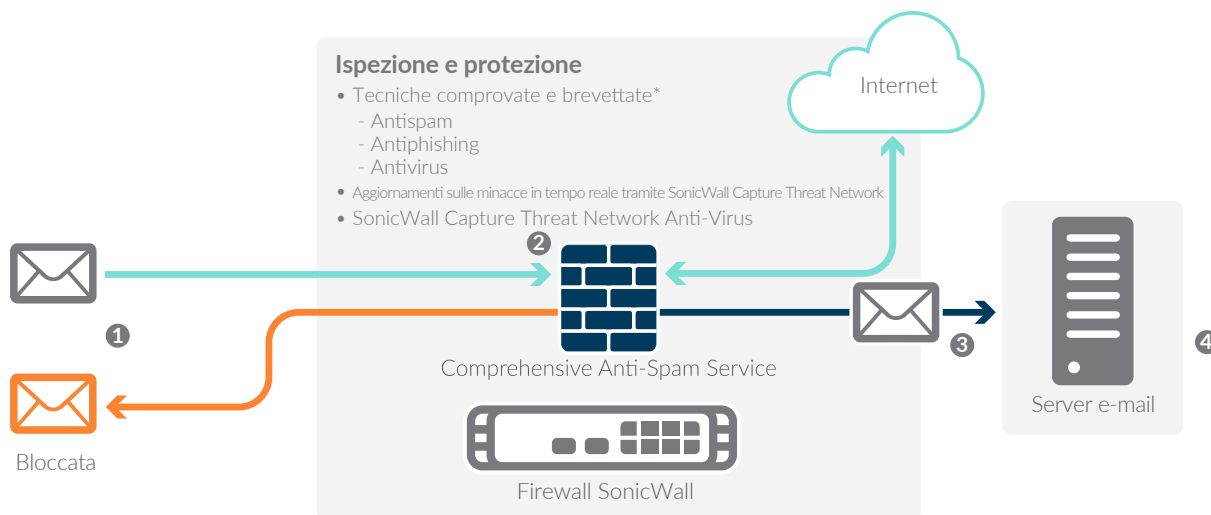 Ispezione e protezione
• Tecniche comprovate e brevettate*
- Antispam
- Antiphishing
- Antivirus
• Aggiornamenti sulle minacce in tempo reale tramite SonicWall Capture Threat Network
• SonicWall Capture Threat Network Anti-Virus
Internet
2
1
3
4
Comprehensive Anti-Spam Service
Server e-mail
Bloccata
Firewall SonicWall